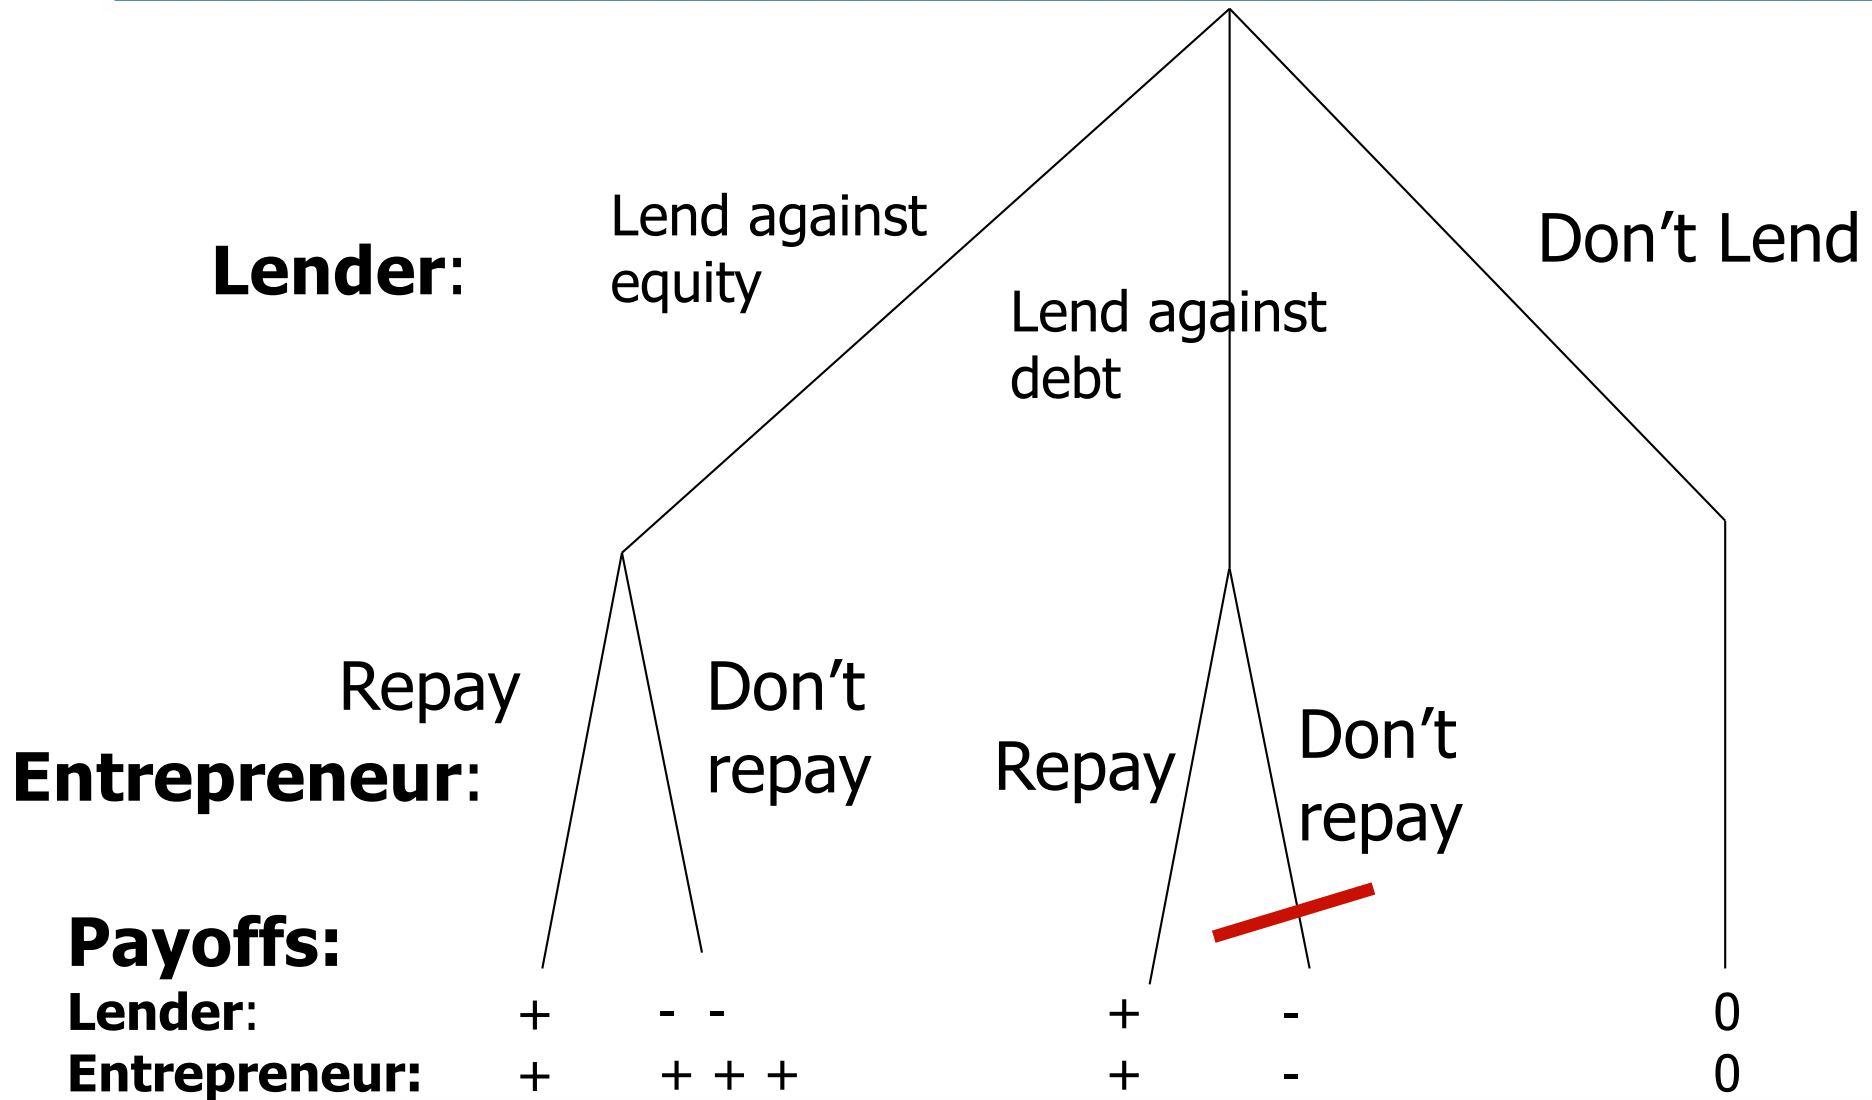 Lend against
equity
Don’t Lend
Lender:
Lend against
debt
Repay
Don’t
repay
Entrepreneur:
Repay
Don’t
repay
Payoffs:
Lender: + - - + - 0
Entrepreneur: + + + + + - 0